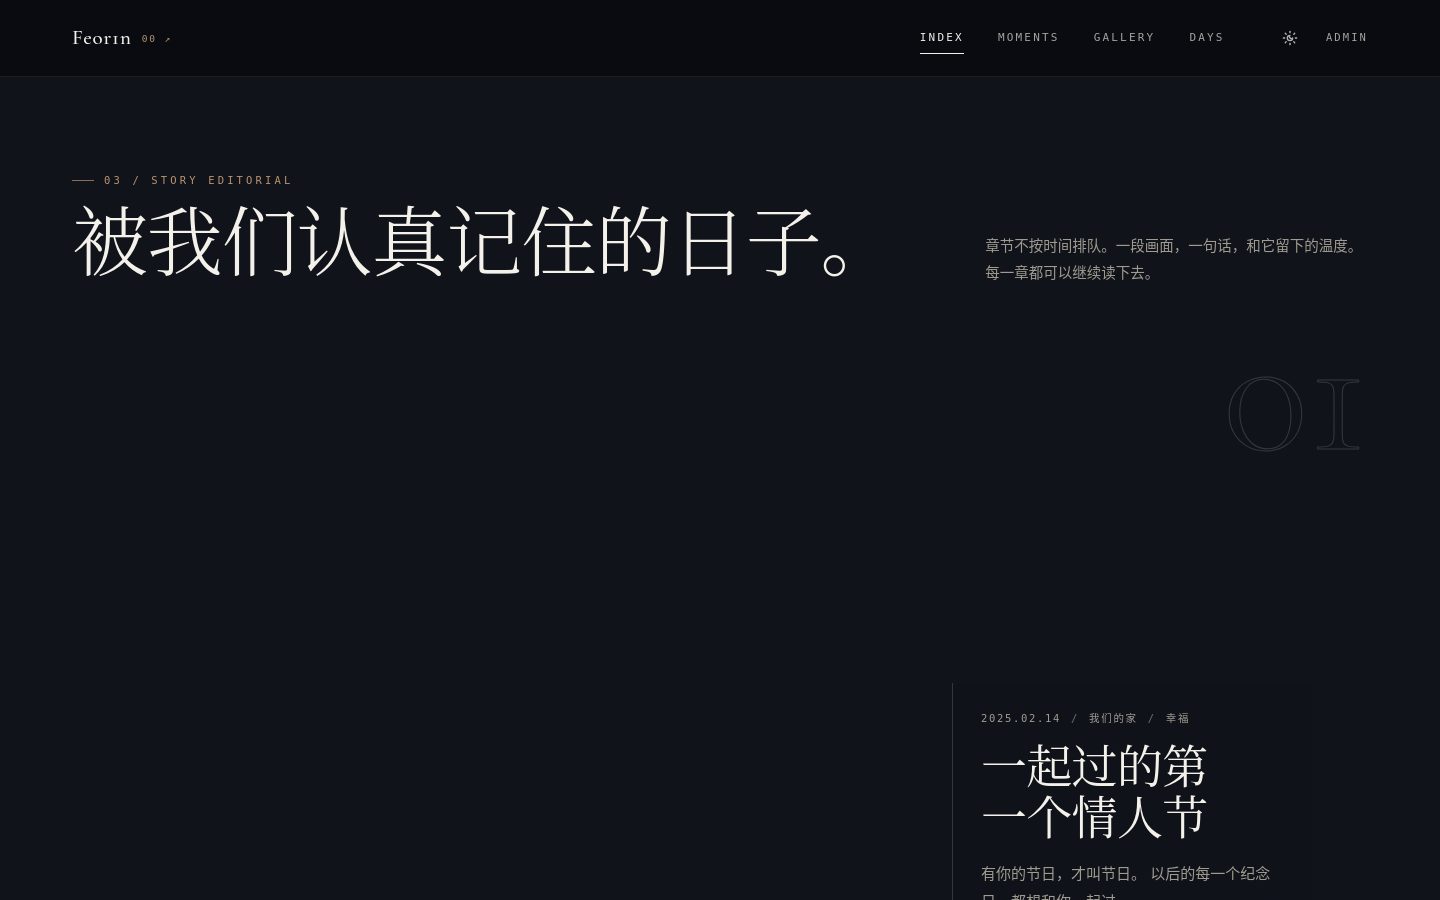 Feorın 00 ↗
INDEX MOMENTS GALLERY DAYS ADMIN
03 / STORY EDITORIAL
被我们认真记住的日子。
章节不按时间排队。一段画面，一句话，和它留下的温度。
每一章都可以继续读下去。
01
2025.02.14 / 我们的家 / 幸福
一起过的第
一个情人节
有你的节日，才叫节日。 以后的每一个纪念